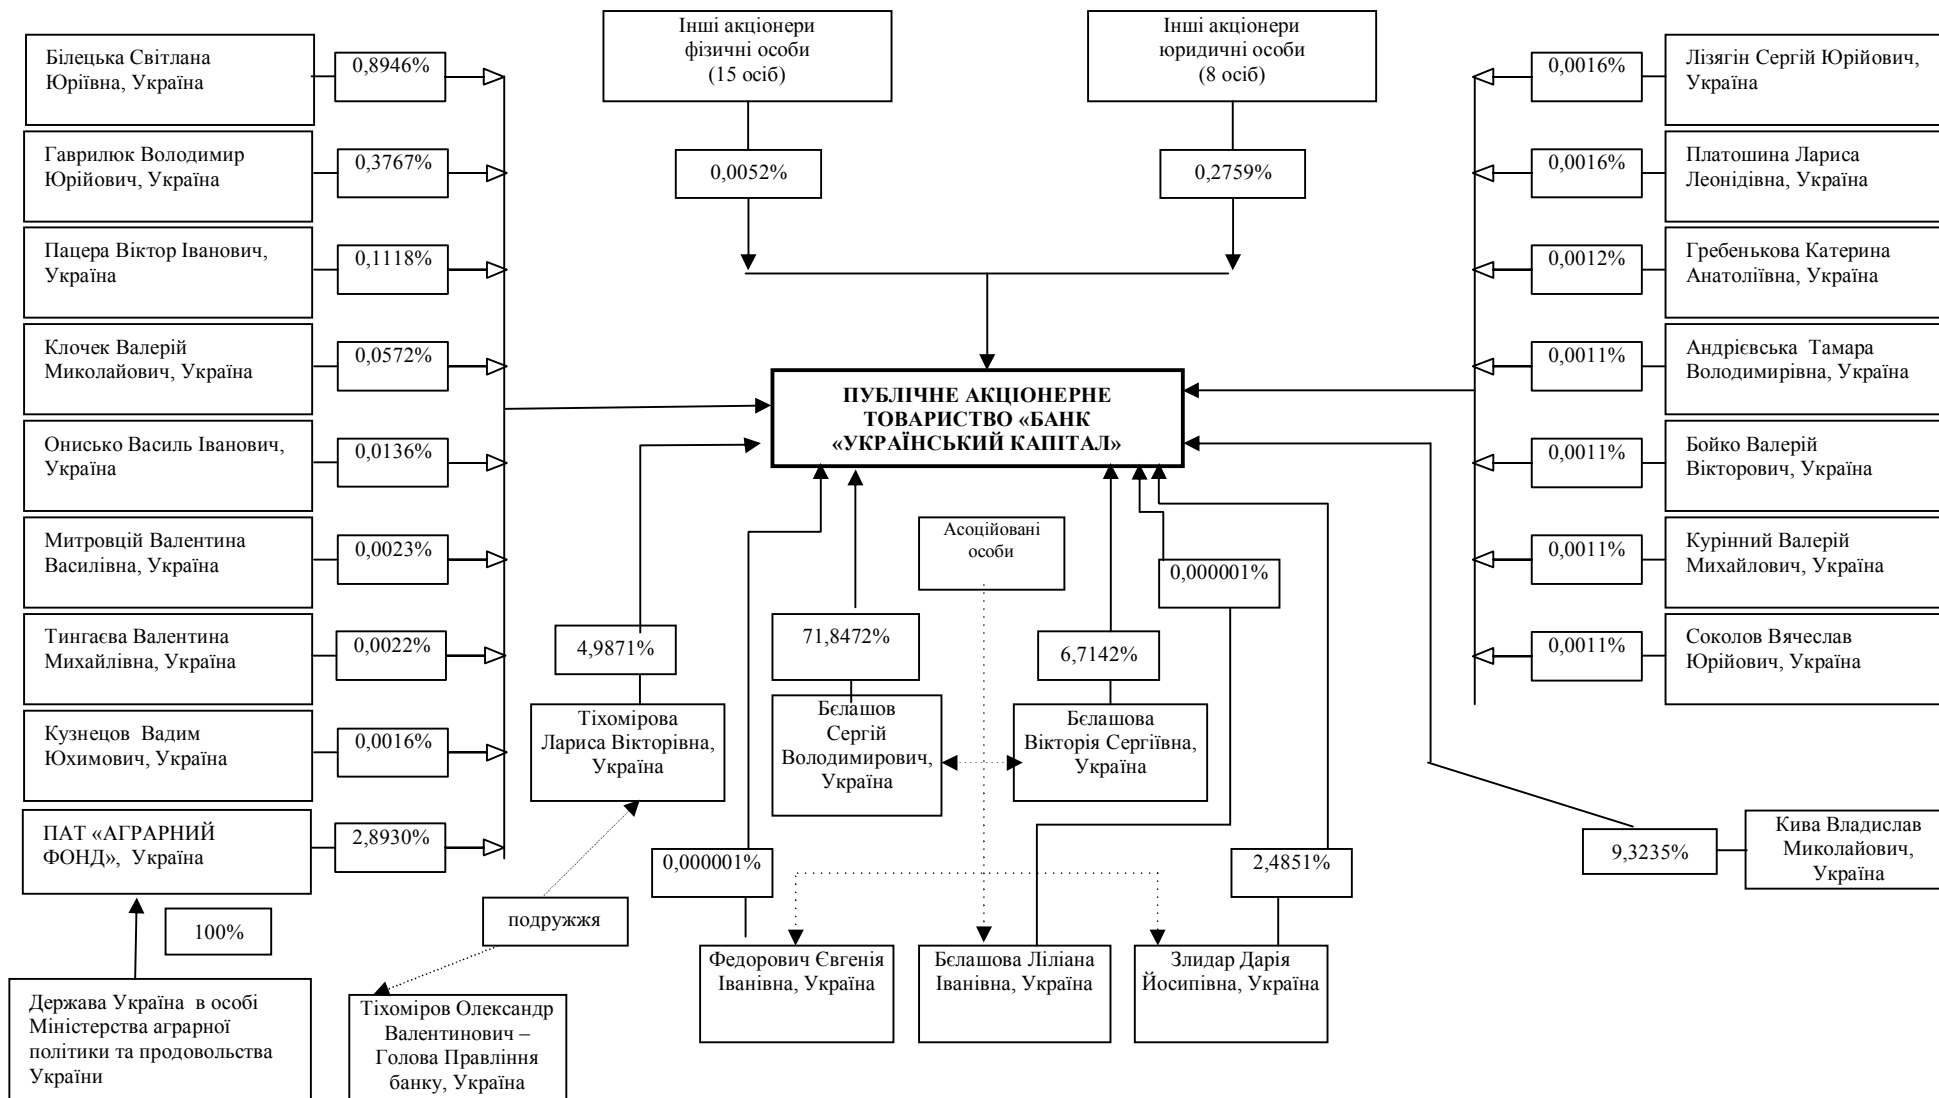 Інші акціонери
фізичні особи
(15 осіб)
0,0052%
Інші акціонери
юридичні особи
(8 осіб)
0,2759%
Білецька Світлана
Юріївна, Україна
0,8946%
Гаврилюк Володимир
Юрійович, Україна
0,3767%
Пацера Віктор Іванович,
Україна
0,1118%
Клочек Валерій
Миколайович, Україна
0,0572%
Онисько Василь Іванович,
Україна
0,0136%
Митровцій Валентина
Василівна, Україна
0,0023%
Тингаєва Валентина
Михайлівна, Україна
0,0022%
Кузнецов Вадим
Юхимович, Україна
0,0016%
ПАТ «АГРАРНИЙ
ФОНД», Україна
2,8930%
100%
Держава Україна в особі
Міністерства аграрної
політики та продовольства
України
ПУБЛІЧНЕ АКЦІОНЕРНЕ
ТОВАРИСТВО «БАНК
«УКРАЇНСЬКИЙ КАПІТАЛ»
4,9871%
Тіхомірова
Лариса Вікторівна,
Україна
подружжя
Тіхоміров Олександр
Валентинович –
Голова Правління
банку, Україна
Асоційовані
особи
71,8472%
Бєлашов
Сергій
Володимирович,
Україна
6,7142%
Бєлашова
Вікторія Сергіївна,
Україна
0,000001%
0,000001%
2,4851%
Федорович Євгенія
Іванівна, Україна
Бєлашова Ліліана
Іванівна, Україна
Злидар Дарія
Йосипівна, Україна
0,0016%
Лізягін Сергій Юрійович,
Україна
0,0016%
Платошина Лариса
Леонідівна, Україна
0,0012%
Гребенькова Катерина
Анатоліївна, Україна
0,0011%
Андрієвська Тамара
Володимирівна, Україна
0,0011%
Бойко Валерій
Вікторович, Україна
0,0011%
Курінний Валерій
Михайлович, Україна
0,0011%
Соколов Вячеслав
Юрійович, Україна
9,3235%
Кива Владислав
Миколайович,
Україна